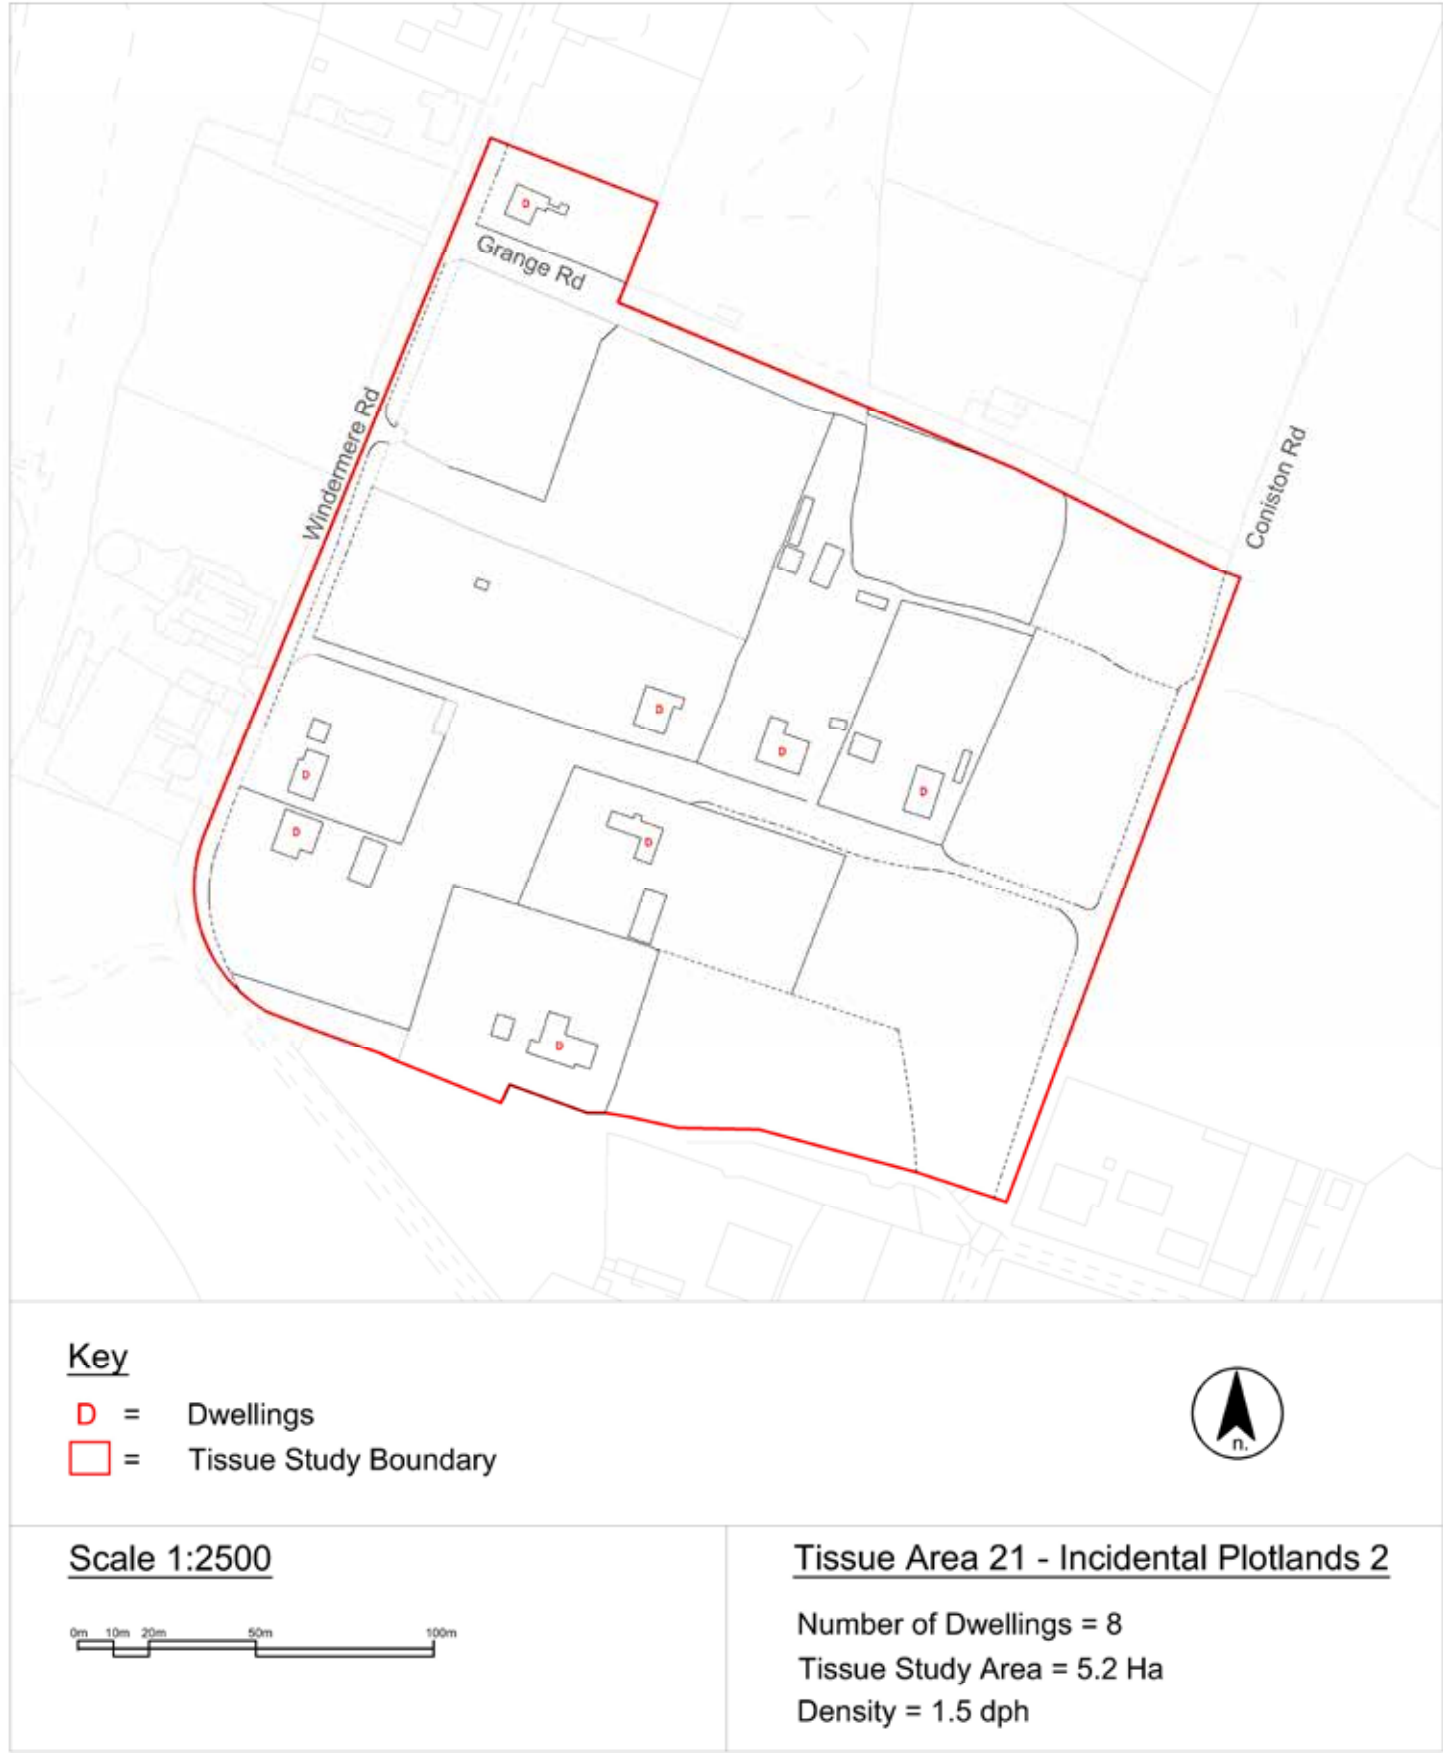 D
Grange Rd
Windermere Rd
Coniston Rd
D
D
D
D
D
D
D
Key
D = Dwellings
= Tissue Study Boundary
n.
Scale 1:2500
0m 10m 20m 50m 100m
Tissue Area 21 - Incidental Plotlands 2
Number of Dwellings = 8
Tissue Study Area = 5.2 Ha
Density = 1.5 dph